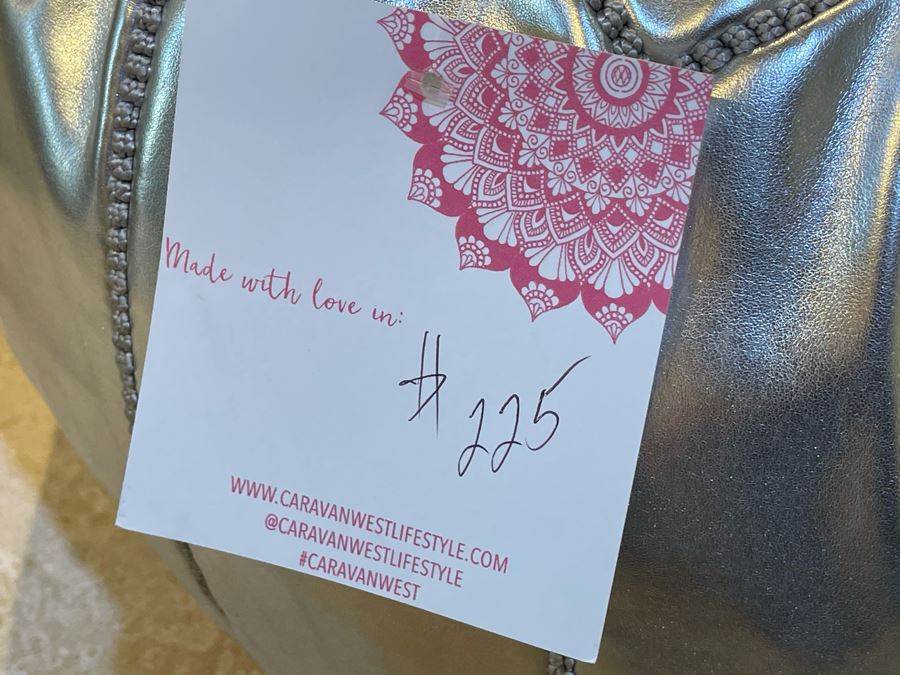 Made with love in:
$ 225
WWW.CARAVANWESTLIFESTYLE.COM
@CARAVANWESTLIFESTYLE
#CARAVANWEST